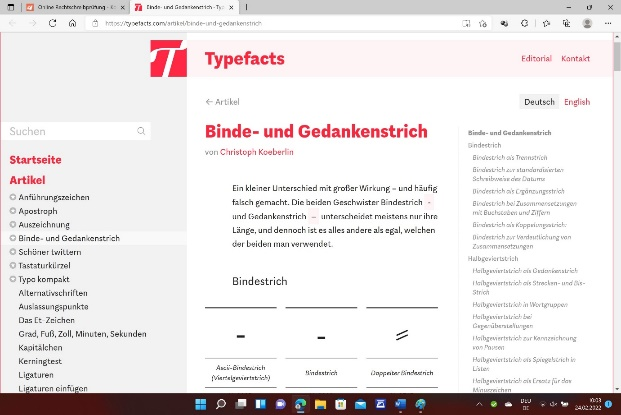 Online Rechtschreibprüfung -
Binde- und Gedankenstrich - Typ
https://typefacts.com/artikel/binde-und-gedankenstrich
Typefacts
Editorial Kontakt
← Artikel
Deutsch English
Suchen
Startseite
Artikel
Anführungszeichen
Apostroph
Auszeichnung
Binde- und Gedankenstrich
Schöner twittern
Tastaturkürzel
Typo kompakt
Alternativschriften
Auslassungspunkte
Das Et-Zeichen
Grad, Fuß, Zoll, Minuten, Sekunden
Kapitälchen
Kerningtest
Ligaturen
Ligaturen einfügen
Binde- und Gedankenstrich
von Christoph Koeberlin
Ein kleiner Unterschied mit großer Wirkung – und häufig
falsch gemacht. Die beiden Geschwister Bindestrich -
und Gedankenstrich – unterscheidet meistens nur ihre
Länge, und dennoch ist es alles andere als egal, welchen
der beiden man verwendet.
Bindestrich
- - ⸗
Ascii-Bindestrich
(Viertelgeviertstrich)
Bindestrich
Doppelter Bindestrich
Binde- und Gedankenstrich
Bindestrich
Bindestrich als Trennstrich
Bindestrich zur standardisierten
Schreibweise des Datums
Bindestrich als Ergänzungsstrich
Bindestrich bei Zusammensetzungen
mit Buchstaben und Ziffern
Bindestrich als Koppelungsstrich:
Bindestrich zur Verdeutlichung von
Zusammensetzungen
Halbgeviertstrich
Halbgeviertstrich als Gedankenstrich
Halbgeviertstrich als Strecken- und Bis-
Strich
Halbgeviertstrich in Wortgruppen
Halbgeviertstrich bei
Gegenüberstellungen
Halbgeviertstrich zur Kennzeichnung
von Pausen
Halbgeviertstrich als Spiegelstrich in
Listen
Halbgeviertstrich als Ersatz für das
Minuszeichen
DEU
DE
10:03
24.02.2022